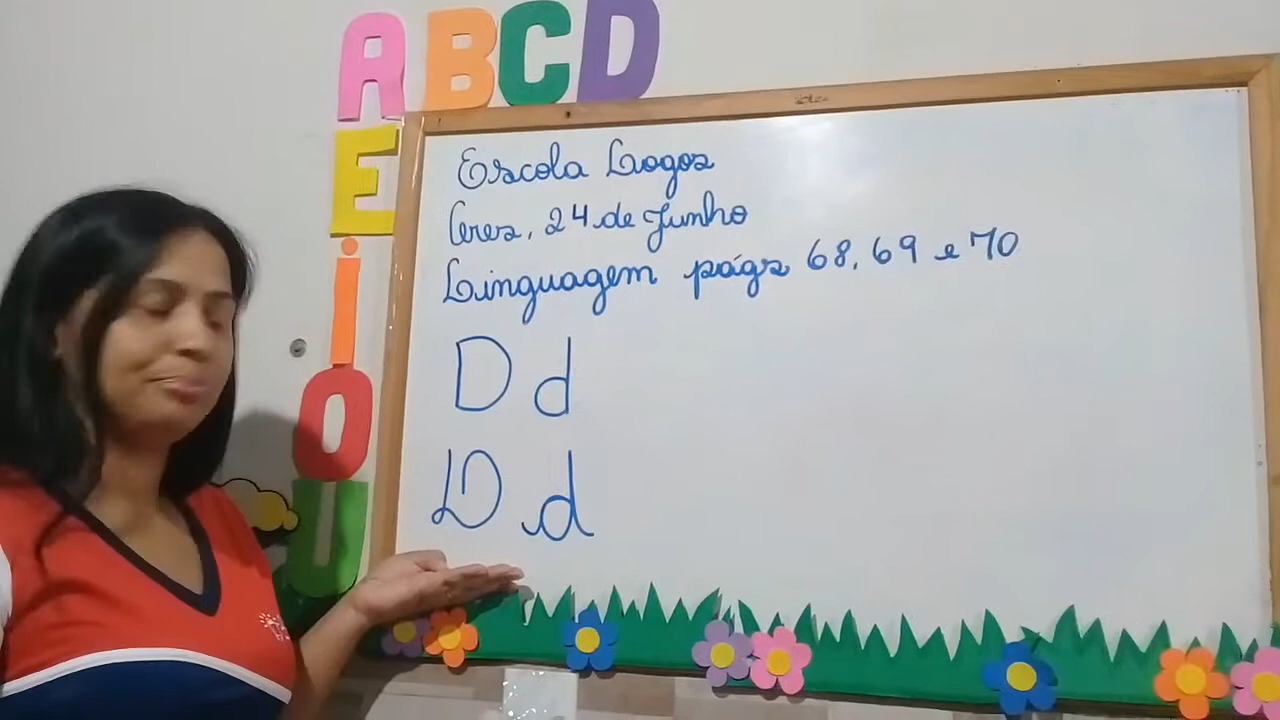 A B C D
E
i
O
U
Escola Logos
Ceres, 24 de Junho
Linguagem págs 68, 69 e 70
D d
D d